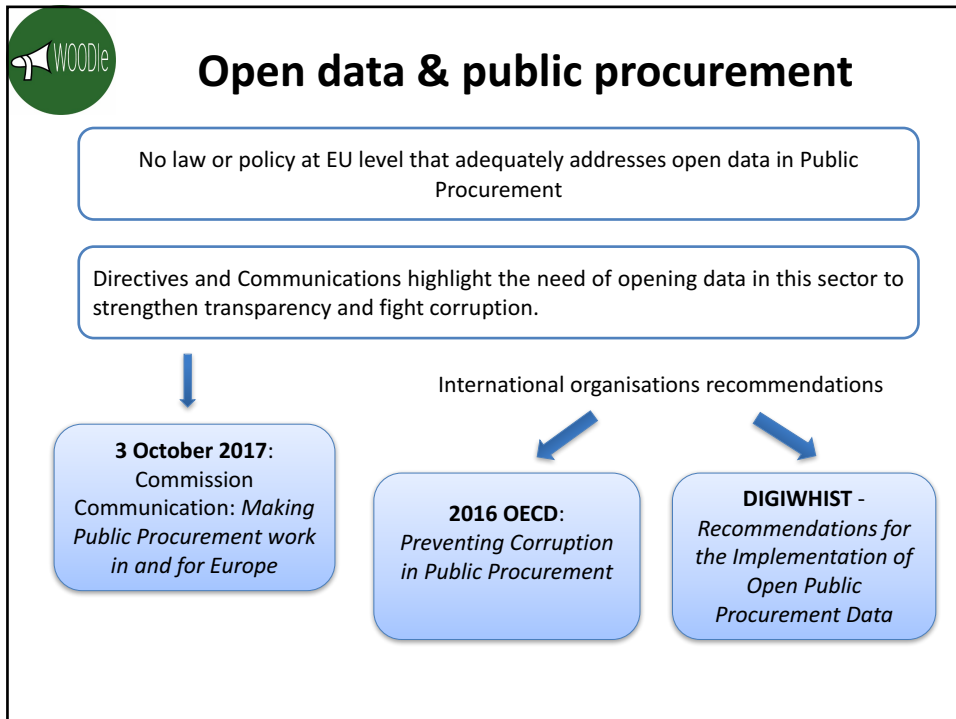 WOODIe
Open data & public procurement
No law or policy at EU level that adequately addresses open data in Public
Procurement
Directives and Communications highlight the need of opening data in this sector to
strengthen transparency and fight corruption.
International organisations recommendations
3 October 2017:
Commission
Communication: Making
Public Procurement work
in and for Europe
2016 OECD:
Preventing Corruption
in Public Procurement
DIGIWHIST -
Recommendations for
the Implementation of
Open Public
Procurement Data